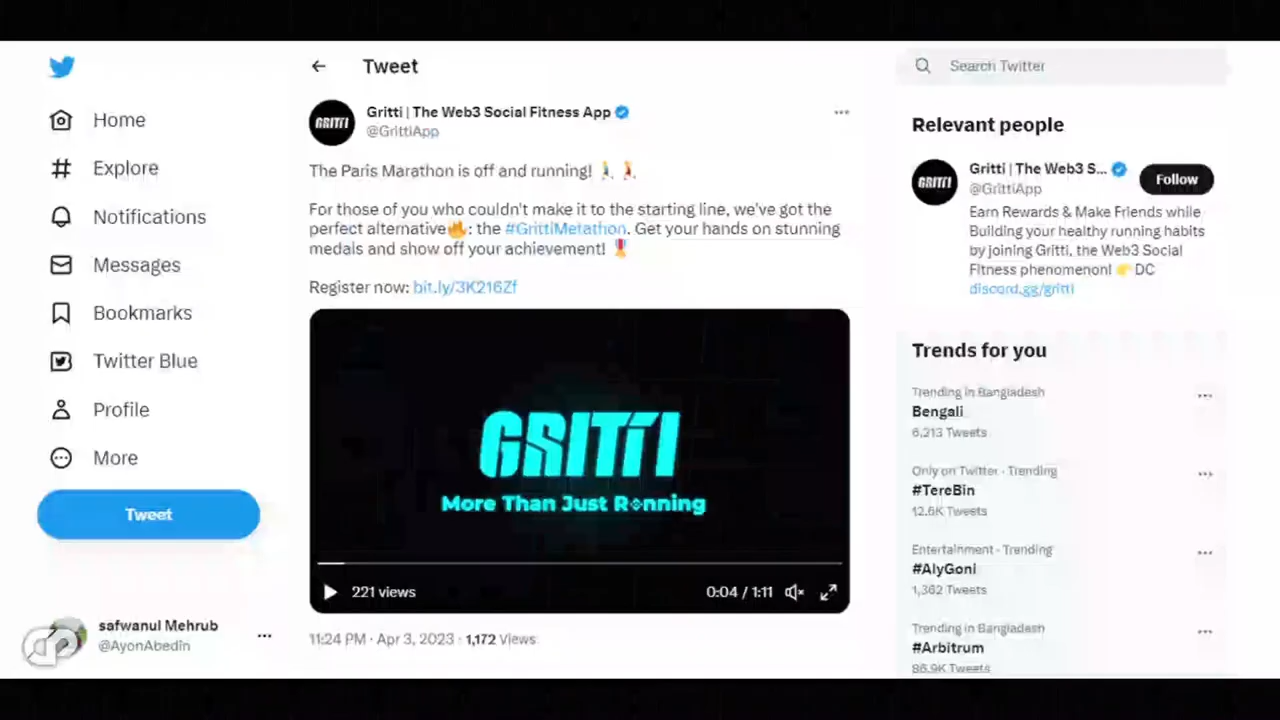 Home
Explore
Notifications
Messages
Bookmarks
Twitter Blue
Profile
More
Tweet
safwanul Mehrub
@AyonAbedin
Tweet
GRITTI
Gritti | The Web3 Social Fitness App
@GrittiApp
The Paris Marathon is off and running!
For those of you who couldn't make it to the starting line, we've got the
perfect alternative🔥: the #GrittiMetathon. Get your hands on stunning
medals and show off your achievement! 🎖
Register now: bit.ly/3K216Zf
GRITTI
More Than Just Running
221 views
0:04 / 1:11
11:24 PM · Apr 3, 2023 · 1,172 Views
Search Twitter
Relevant people
GRITTI
Gritti | The Web3 S...
@GrittiApp
Follow
Earn Rewards & Make Friends while
Building your healthy running habits
by joining Gritti, the Web3 Social
Fitness phenomenon! 👉 DC
discord.gg/gritti
Trends for you
Trending in Bangladesh
Bengali
6,213 Tweets
Only on Twitter · Trending
#TereBin
12.6K Tweets
Entertainment · Trending
#AlyGoni
1,362 Tweets
Trending in Bangladesh
#Arbitrum
86.9K Tweets